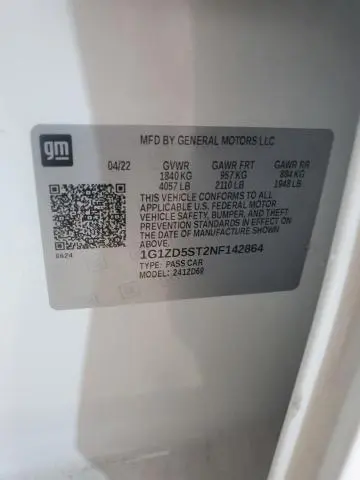 gm
MFD BY GENERAL MOTORS LLC
04/22 GVWR GAWR FRT GAWR RR
1840 KG 957 KG 884 KG
4057 LB 2110 LB 1948 LB
THIS VEHICLE CONFORMS TO ALL
APPLICABLE U.S. FEDERAL MOTOR
VEHICLE SAFETY, BUMPER, AND THEFT
PREVENTION STANDARDS IN EFFECT
ON THE DATE OF MANUFACTURE SHOWN
ABOVE.
1G1ZD5ST2NF142864
TYPE: PASS CAR
MODEL: 241ZD69